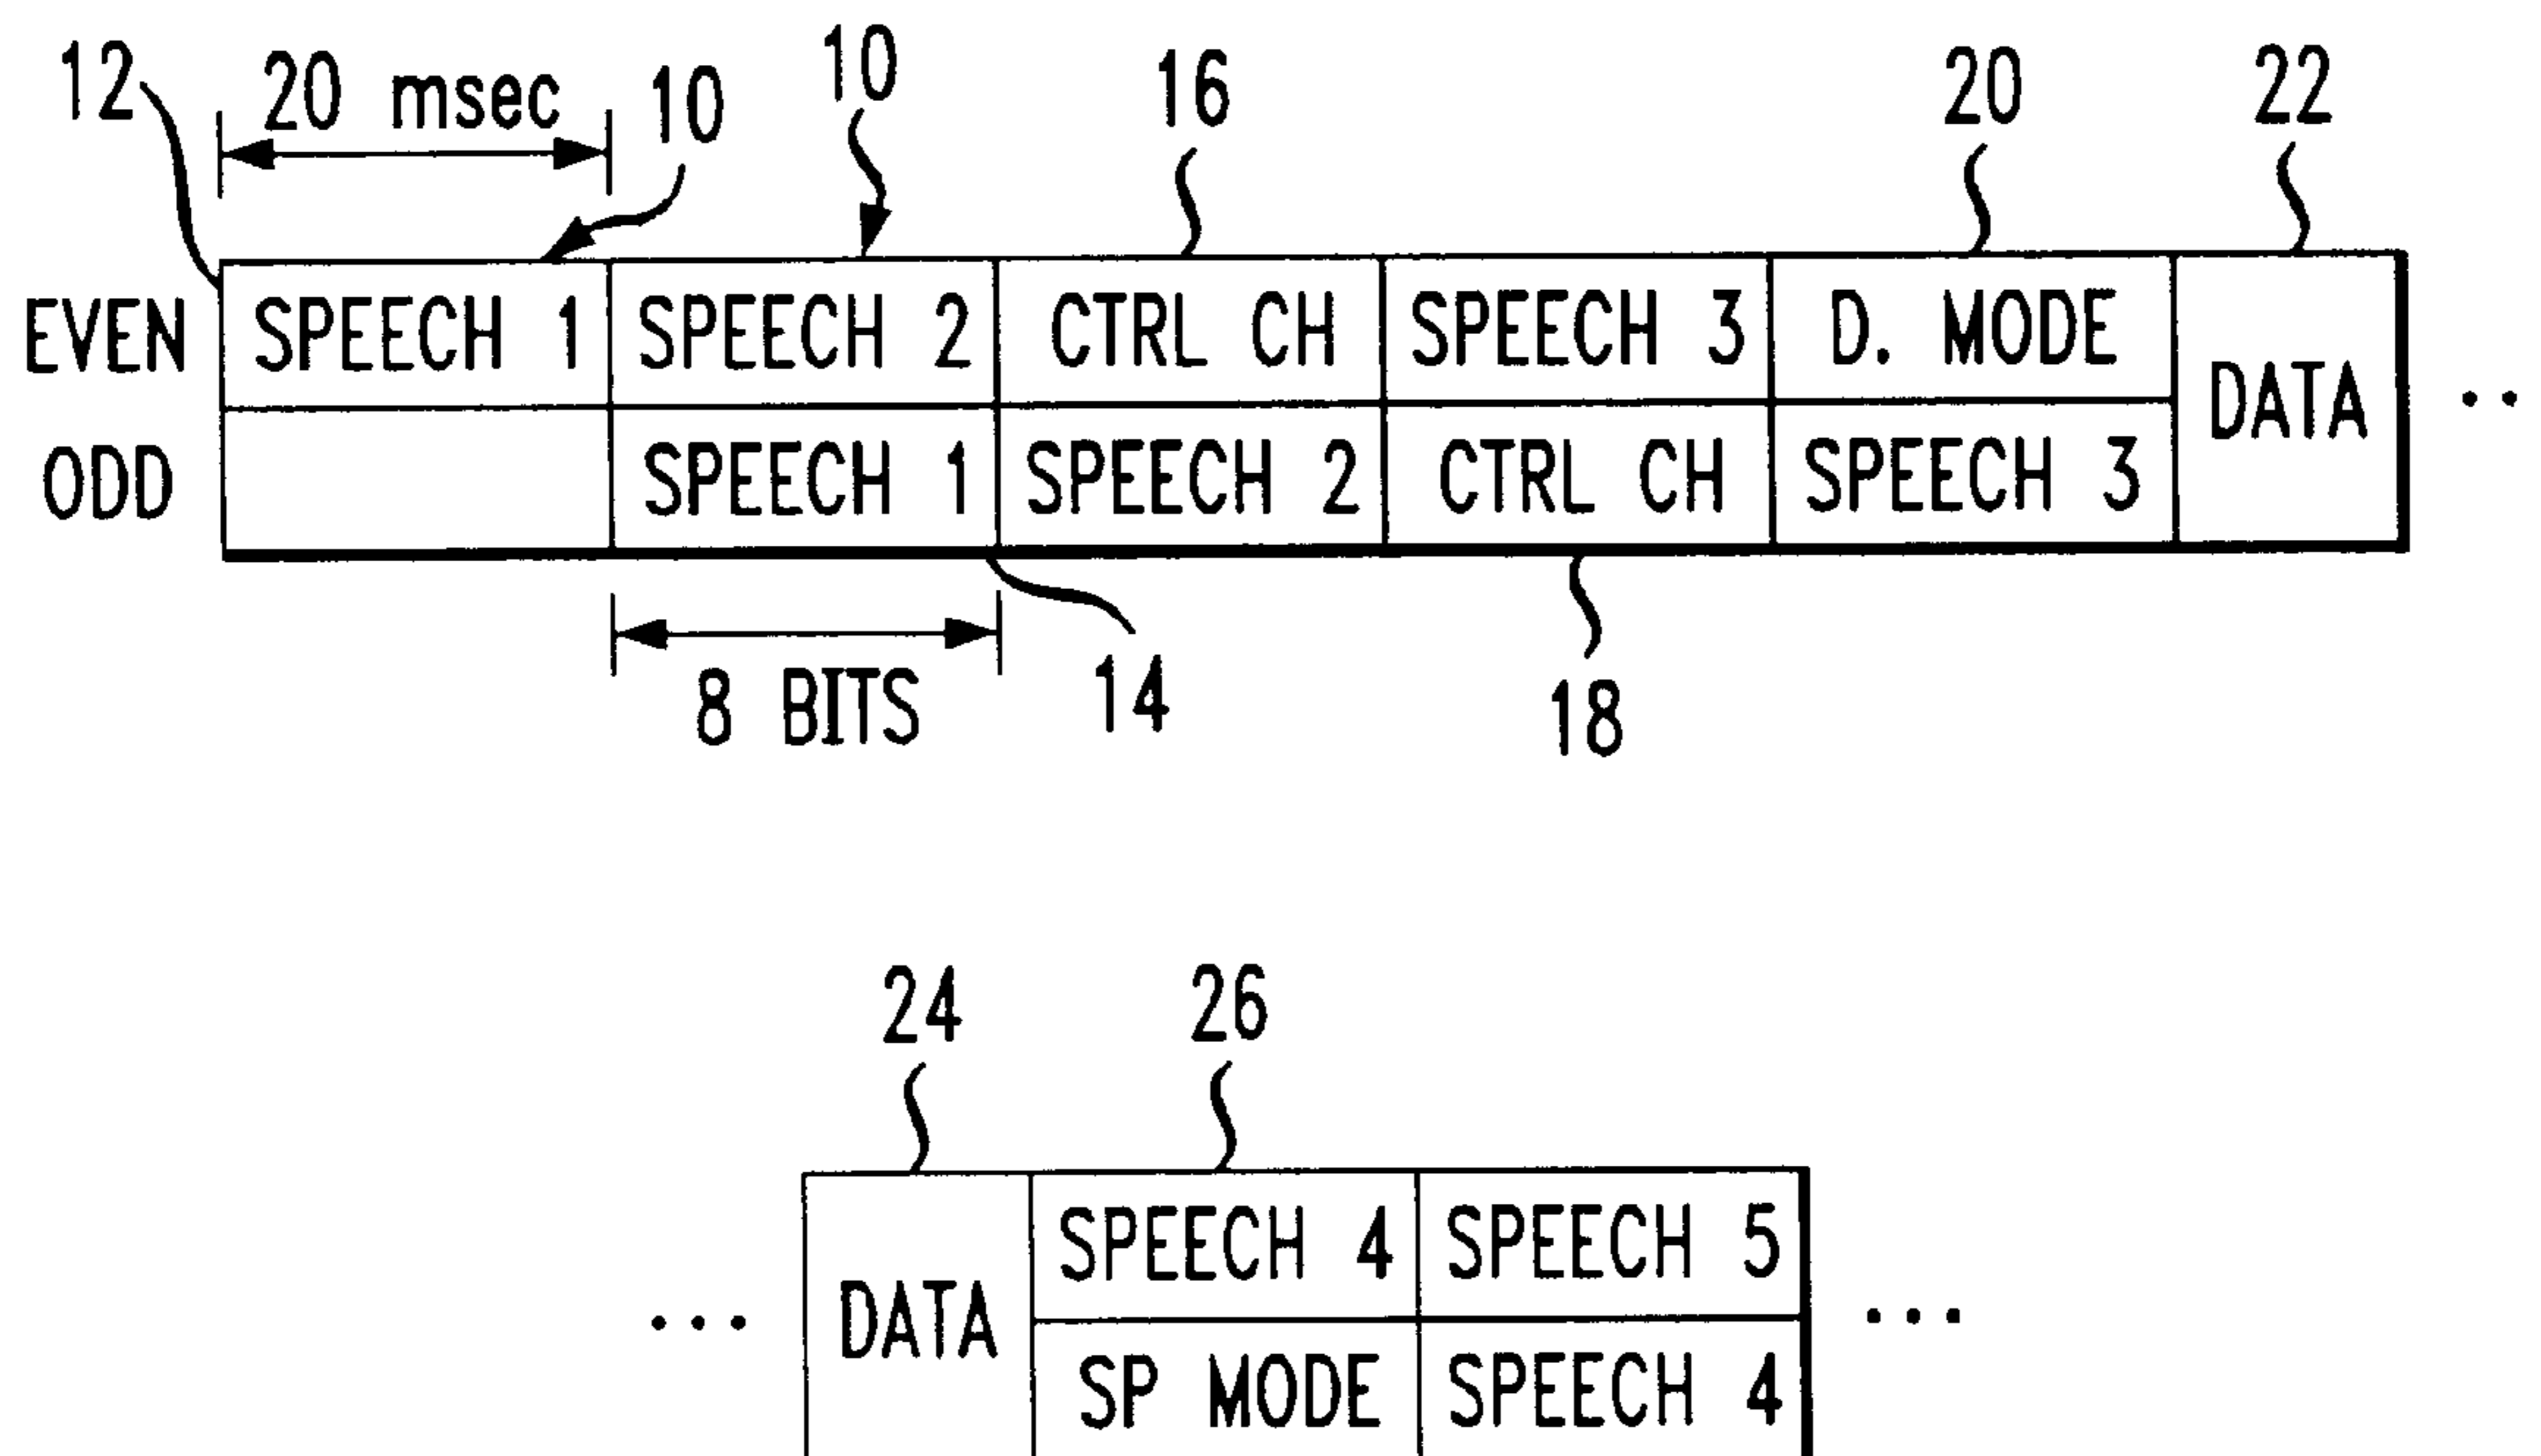 12 20 msec 10 10 16 20 22
EVEN SPEECH 1 SPEECH 2 CTRL CH SPEECH 3 D. MODE DATA ..
ODD SPEECH 1 SPEECH 2 CTRL CH SPEECH 3
8 BITS 14 18
24 26
SPEECH 4 SPEECH 5
... DATA ...
SP MODE SPEECH 4